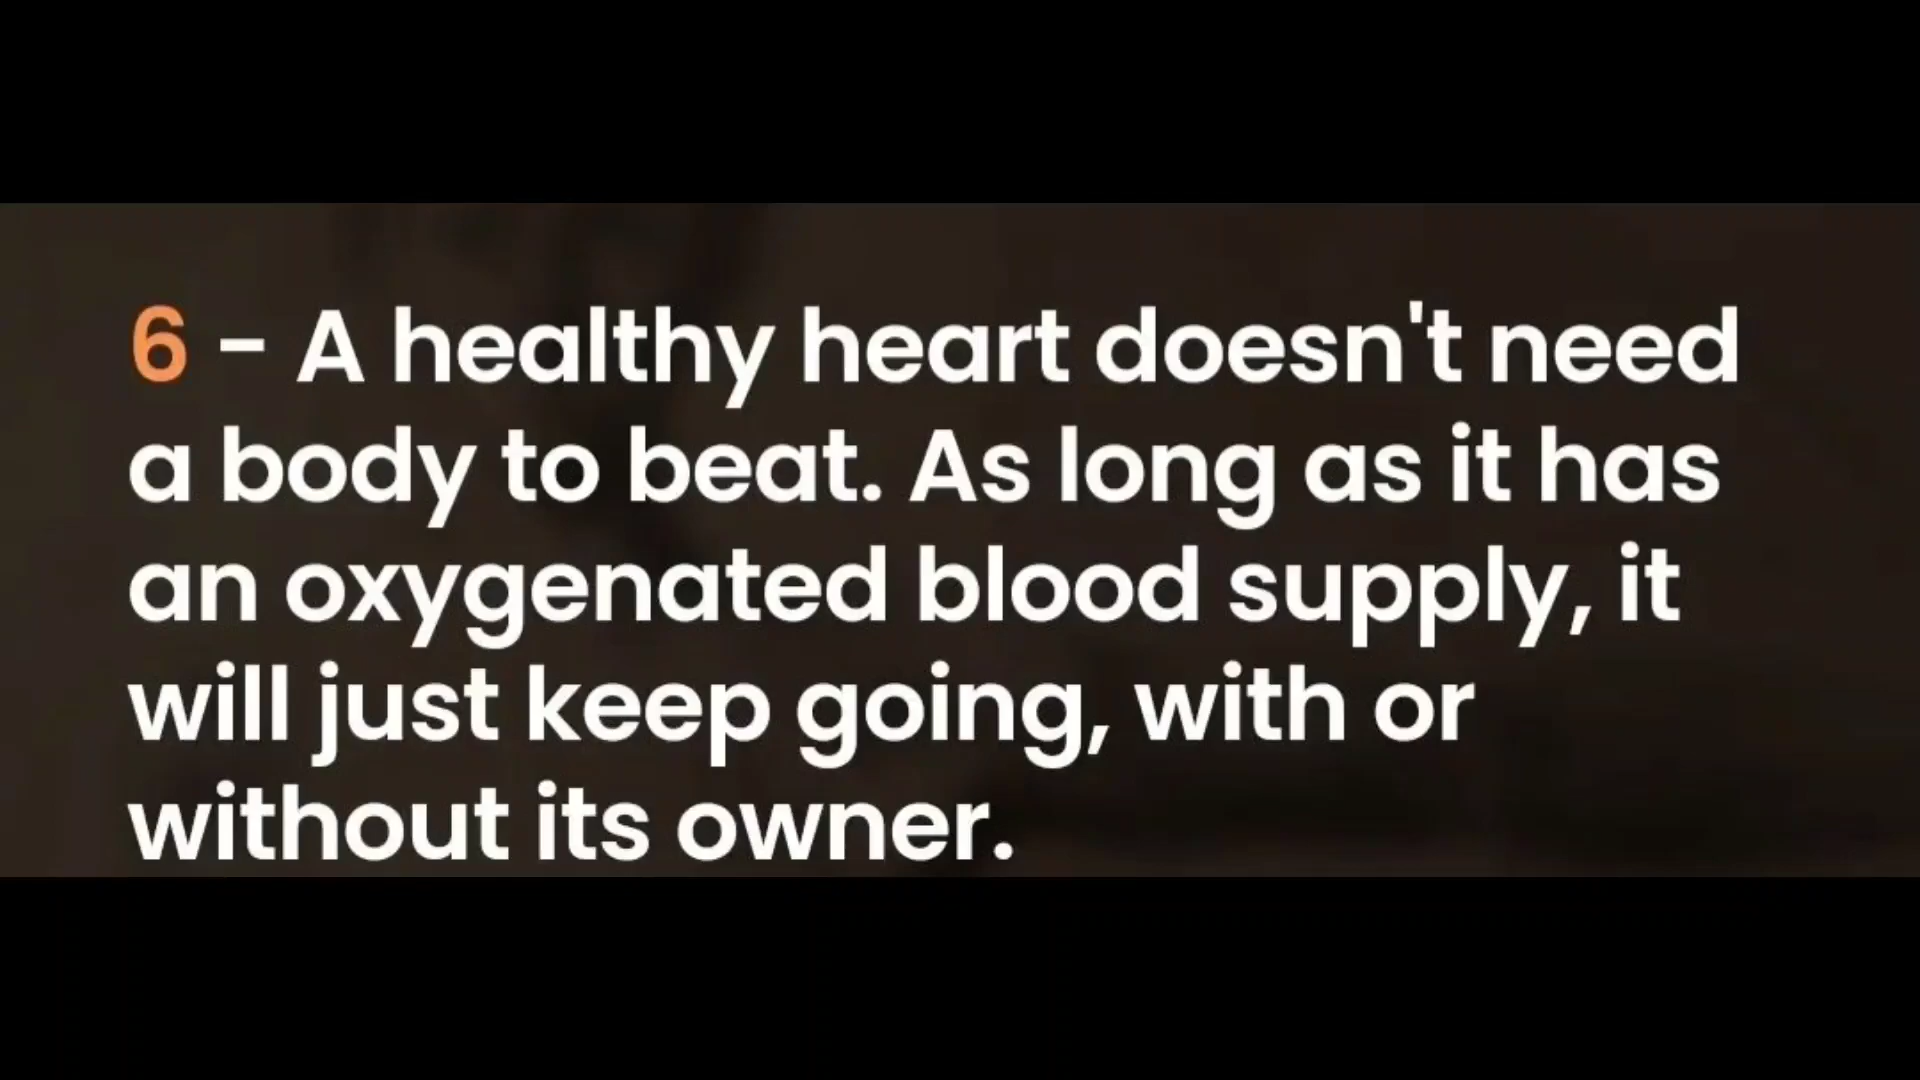 6 - A healthy heart doesn't need
a body to beat. As long as it has
an oxygenated blood supply, it
will just keep going, with or
without its owner.